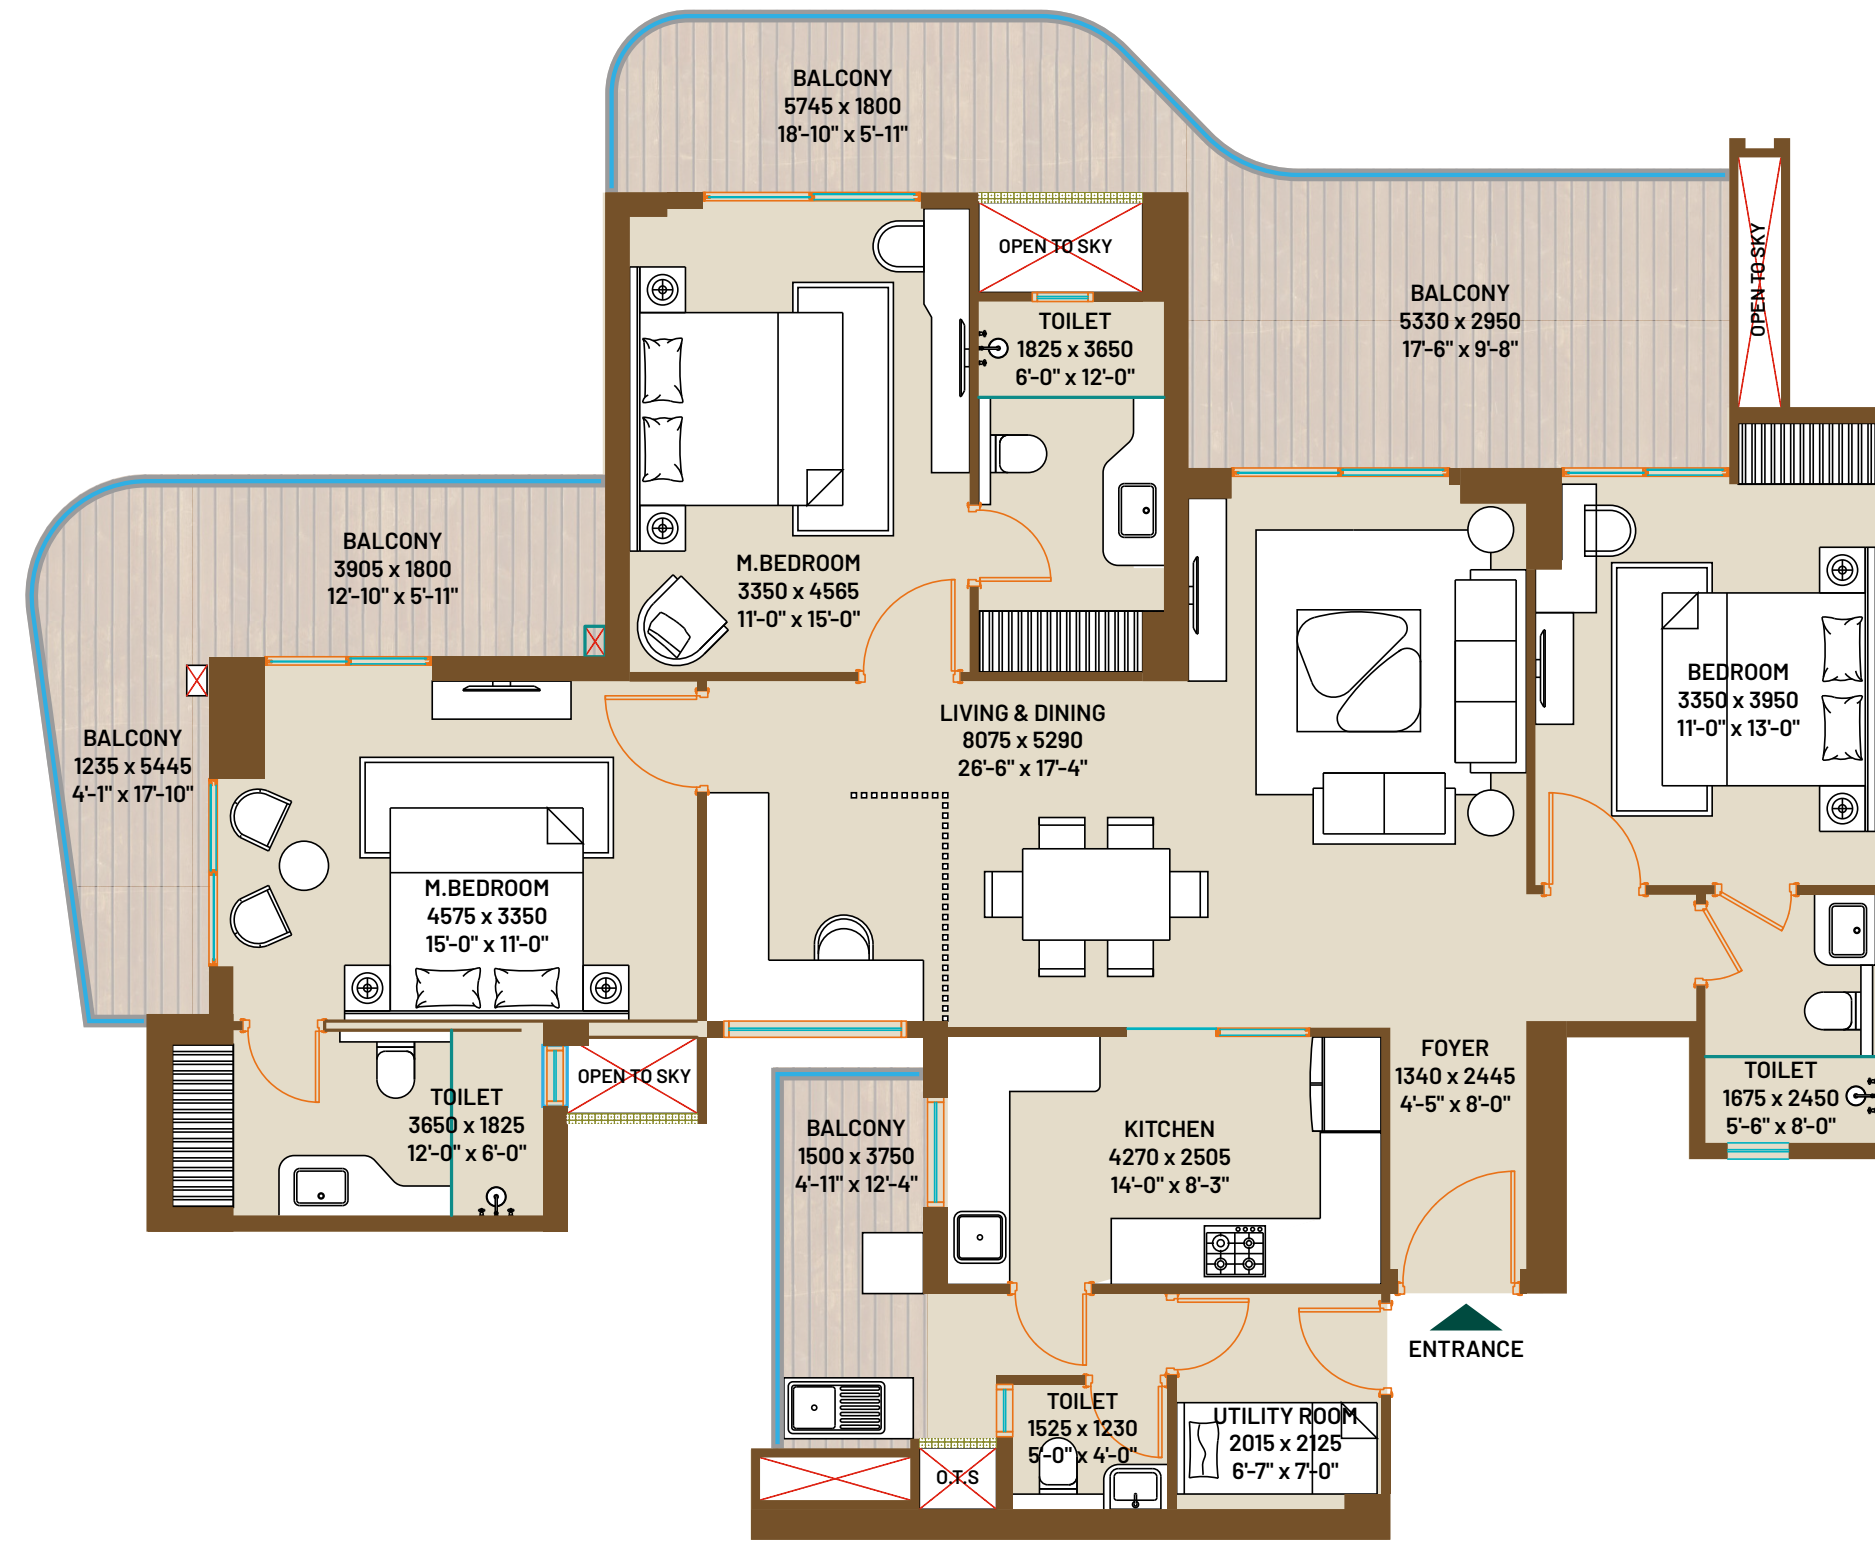 BALCONY
5745 x 1800
18'-10" x 5'-11"
OPEN TO SKY
OPEN TO SKY
BALCONY
5330 x 2950
17'-6" x 9'-8"
TOILET
1825 x 3650
6'-0" x 12'-0"
BALCONY
3905 x 1800
12'-10" x 5'-11"
M.BEDROOM
3350 x 4565
11'-0" x 15'-0"
BEDROOM
3350 x 3950
11'-0" x 13'-0"
LIVING & DINING
8075 x 5290
26'-6" x 17'-4"
BALCONY
1235 x 5445
4'-1" x 17'-10"
M.BEDROOM
4575 x 3350
15'-0" x 11'-0"
FOYER
1340 x 2445
4'-5" x 8'-0"
TOILET
1675 x 2450
5'-6" x 8'-0"
OPEN TO SKY
TOILET
3650 x 1825
12'-0" x 6'-0"
BALCONY
1500 x 3750
4'-11" x 12'-4"
KITCHEN
4270 x 2505
14'-0" x 8'-3"
ENTRANCE
TOILET
1525 x 1230
5'-0" x 4'-0"
UTILITY ROOM
2015 x 2125
6'-7" x 7'-0"
O.T.S